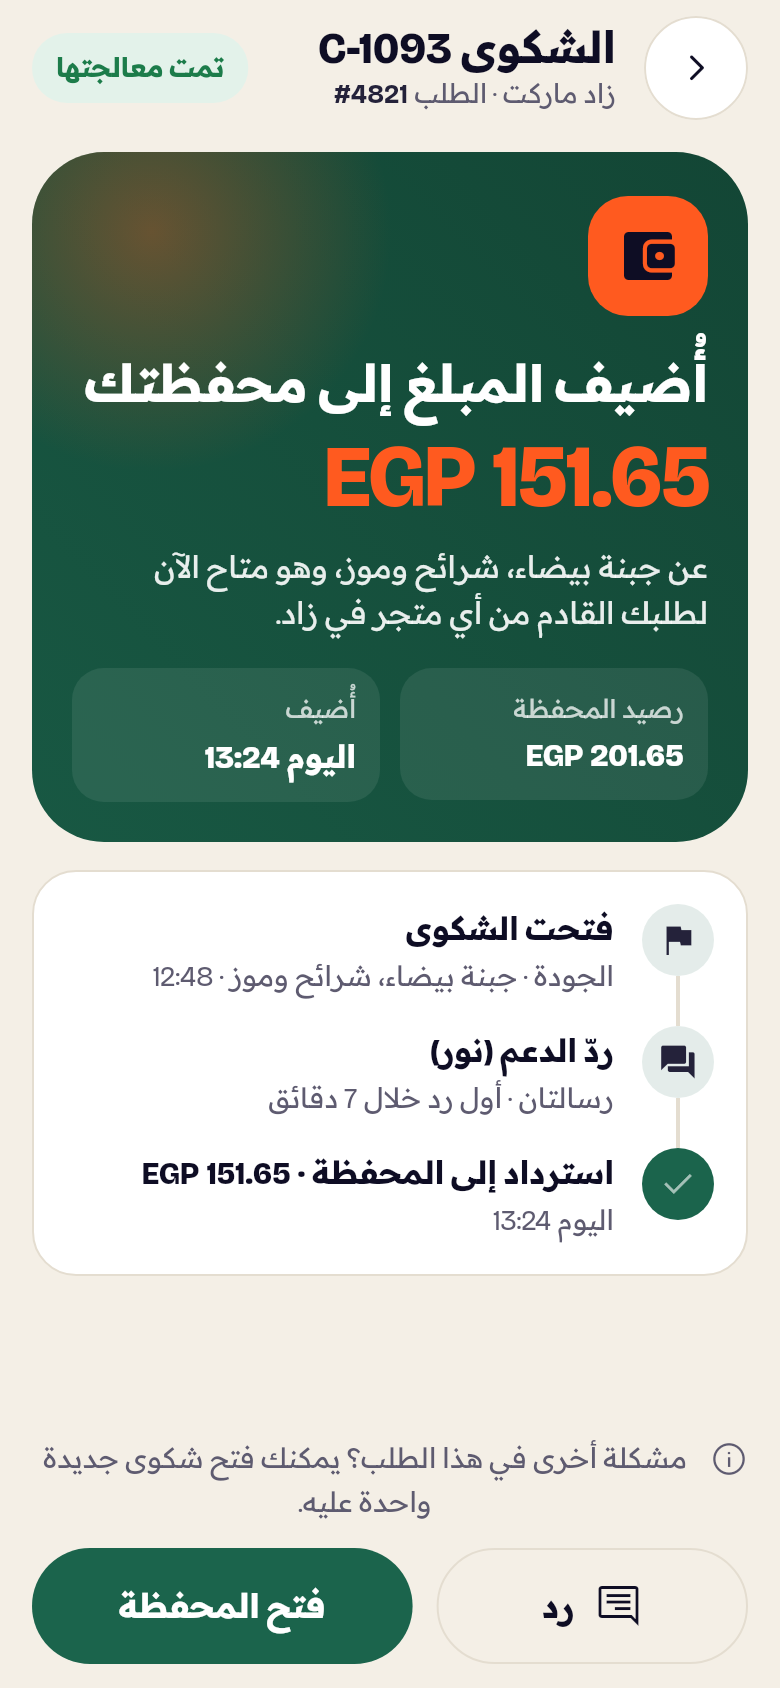 الشكوى C-1093
زاد ماركت · الطلب #4821
تمت معالجتها
أُضيف المبلغ إلى محفظتك
EGP 151.65
عن جبنة بيضاء، شرائح وموز، وهو متاح الآن
لطلبك القادم من أي متجر في زاد.
رصيد المحفظة
EGP 201.65
أُضيف
اليوم 13:24
فتحت الشكوى
الجودة · جبنة بيضاء، شرائح وموز · 12:48
ردّ الدعم (نور)
رسالتان · أول رد خلال 7 دقائق
استرداد إلى المحفظة · EGP 151.65
اليوم 13:24
مشكلة أخرى في هذا الطلب؟ يمكنك فتح شكوى جديدة
واحدة عليه.
رد
فتح المحفظة